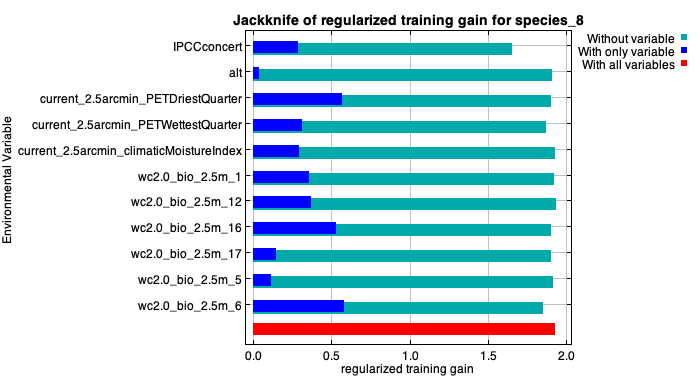 Jackknife of regularized training gain for species_8
Without variable
With only variable
With all variables
Environmental Variable
IPCCconcert
alt
current_2.5arcmin_PETDriestQuarter
current_2.5arcmin_PETWettestQuarter
current_2.5arcmin_climaticMoistureIndex
wc2.0_bio_2.5m_1
wc2.0_bio_2.5m_12
wc2.0_bio_2.5m_16
wc2.0_bio_2.5m_17
wc2.0_bio_2.5m_5
wc2.0_bio_2.5m_6
0.0 0.5 1.0 1.5 2.0
regularized training gain